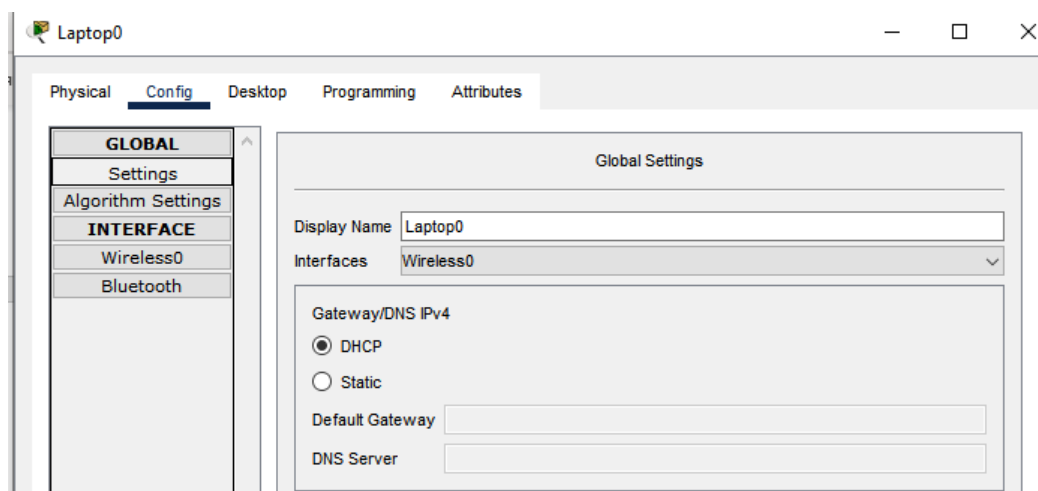 Laptop0
Physical Config Desktop Programming Attributes
GLOBAL
Settings
Algorithm Settings
INTERFACE
Wireless0
Bluetooth
Global Settings
Display Name Laptop0
Interfaces Wireless0
Gateway/DNS IPv4
DHCP
Static
Default Gateway
DNS Server